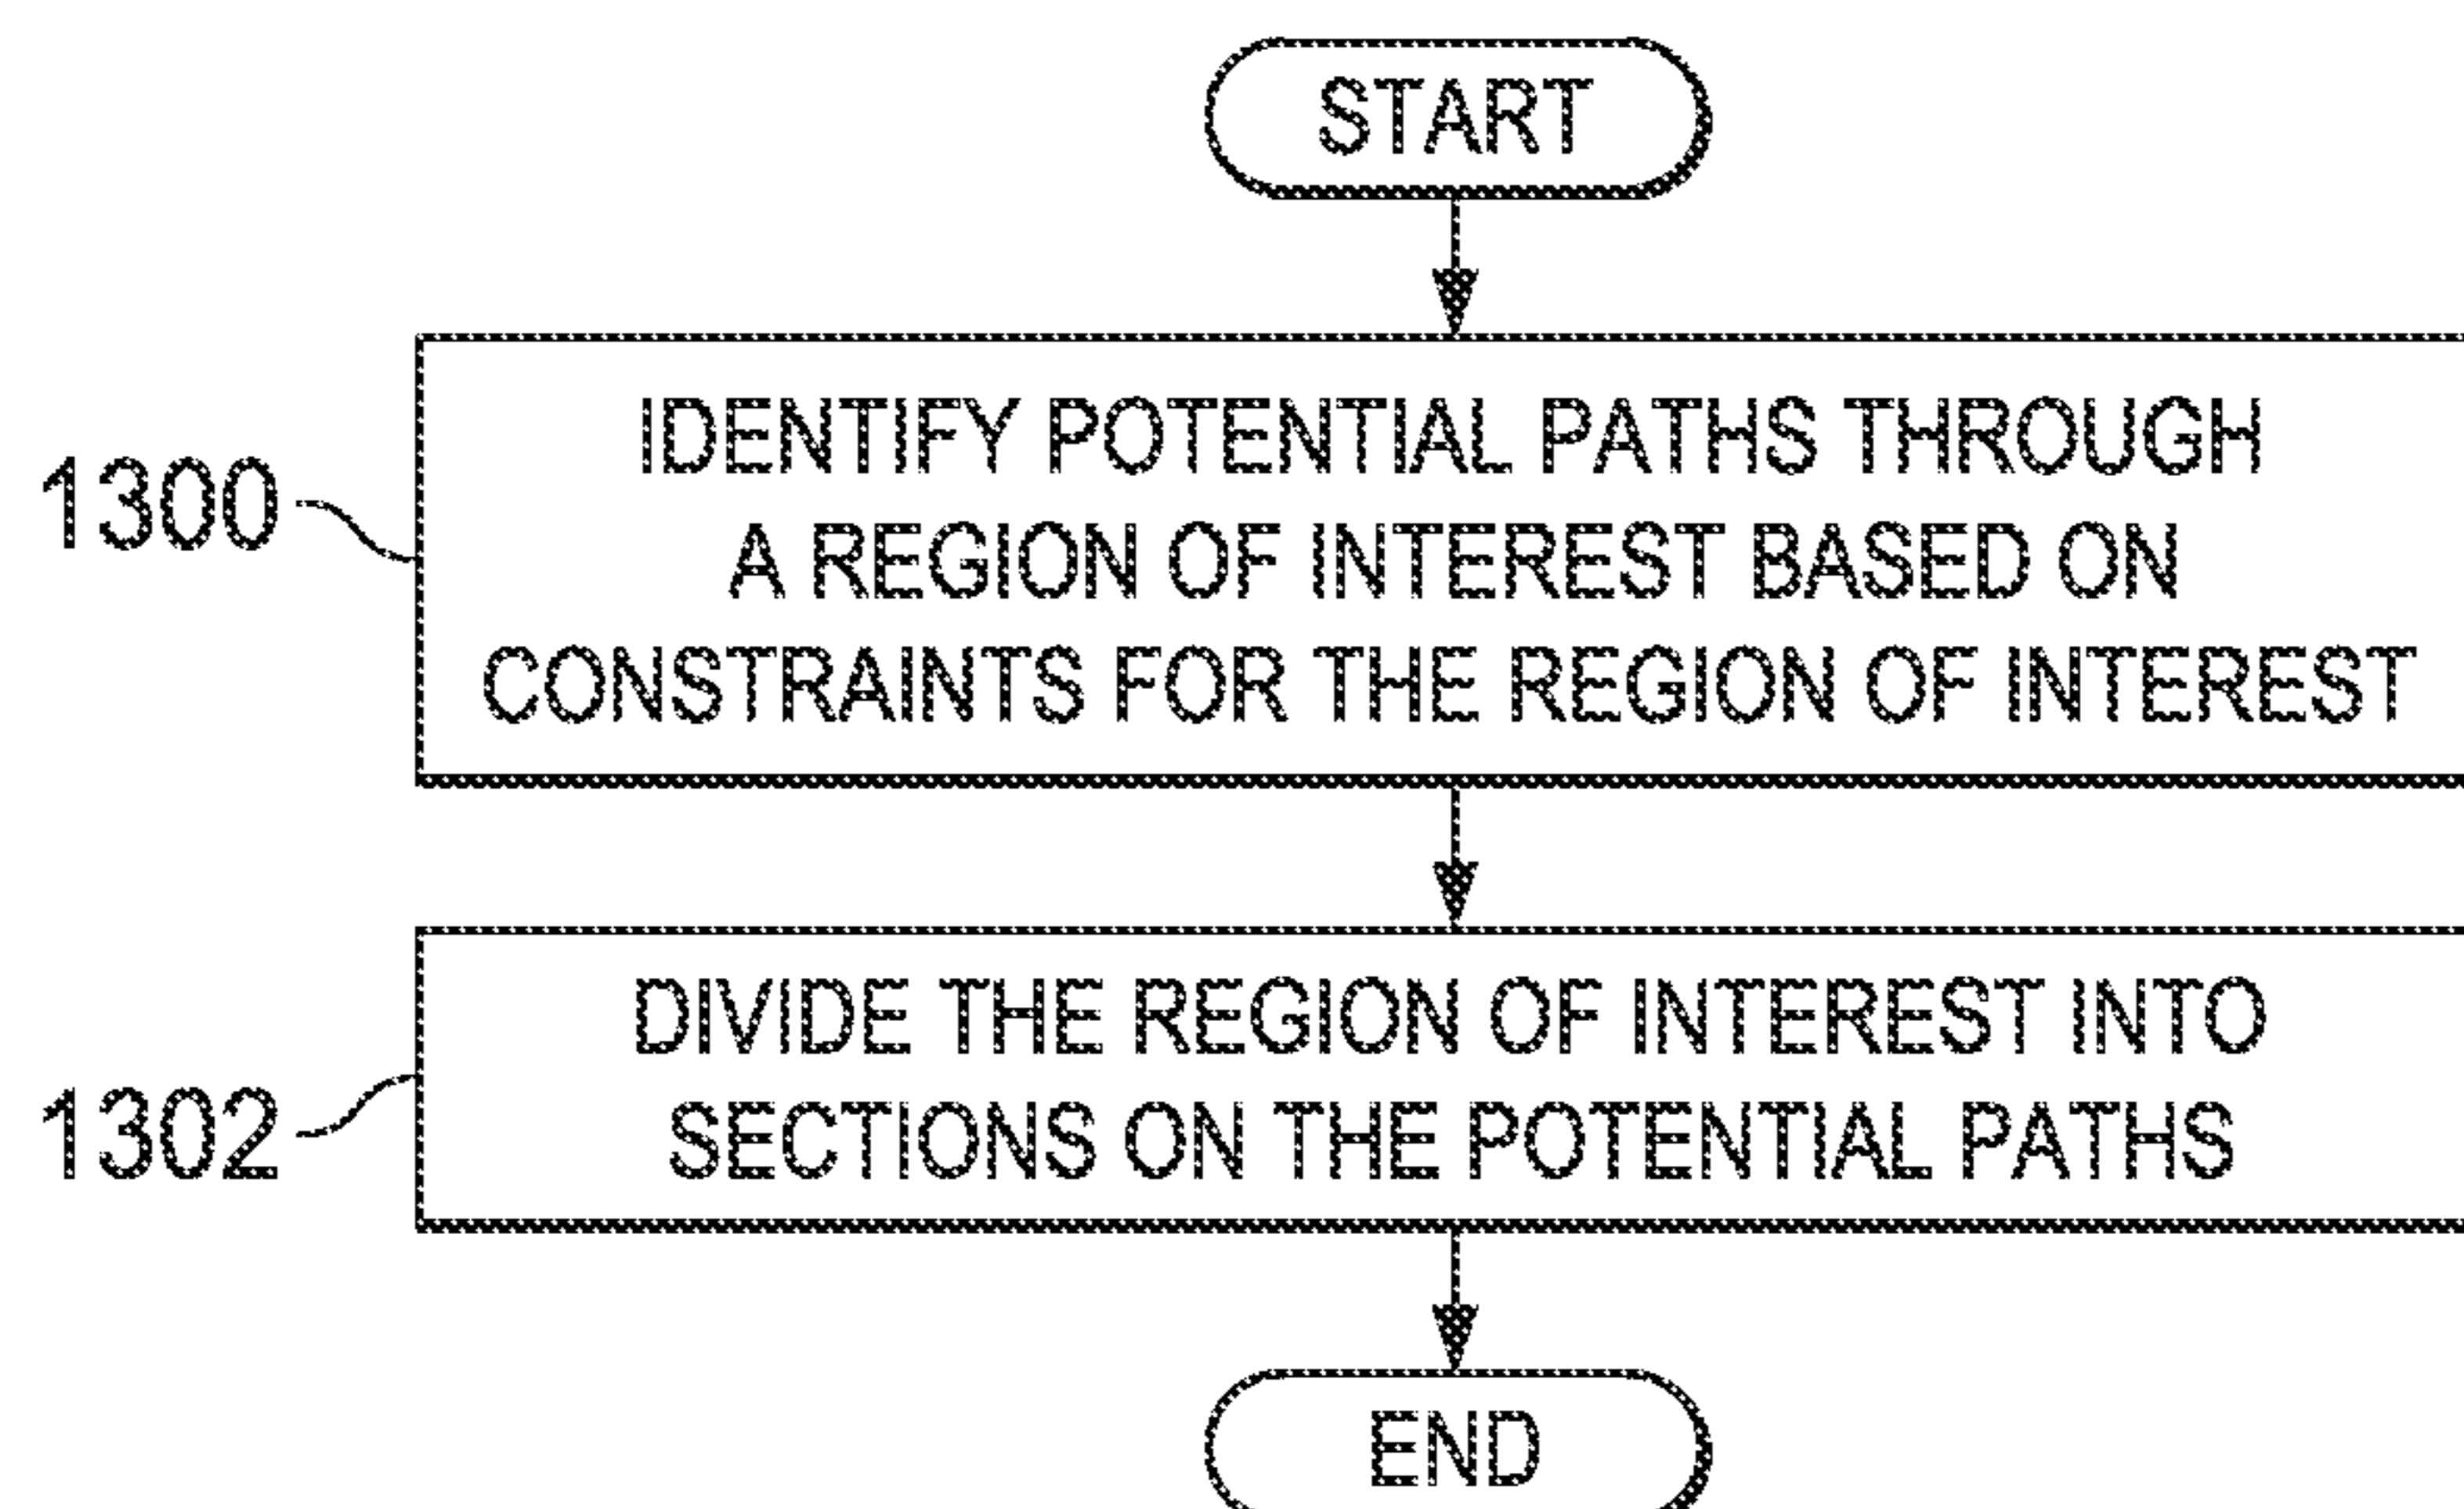 START
IDENTIFY POTENTIAL PATHS THROUGH
A REGION OF INTEREST BASED ON
CONSTRAINTS FOR THE REGION OF INTEREST
1300
DIVIDE THE REGION OF INTEREST INTO
SECTIONS ON THE POTENTIAL PATHS
1302
END